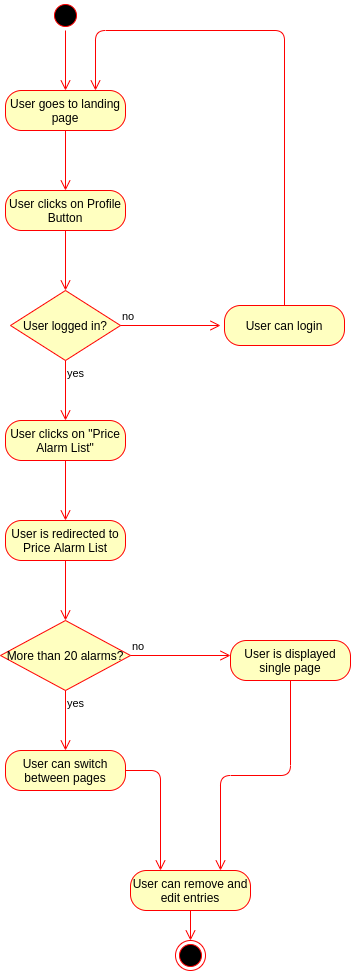 User goes to landing
page
User clicks on Profile
Button
User logged in?
no
User can login
yes
User clicks on "Price
Alarm List"
User is redirected to
Price Alarm List
More than 20 alarms?
no
User is displayed
single page
yes
User can switch
between pages
User can remove and
edit entries